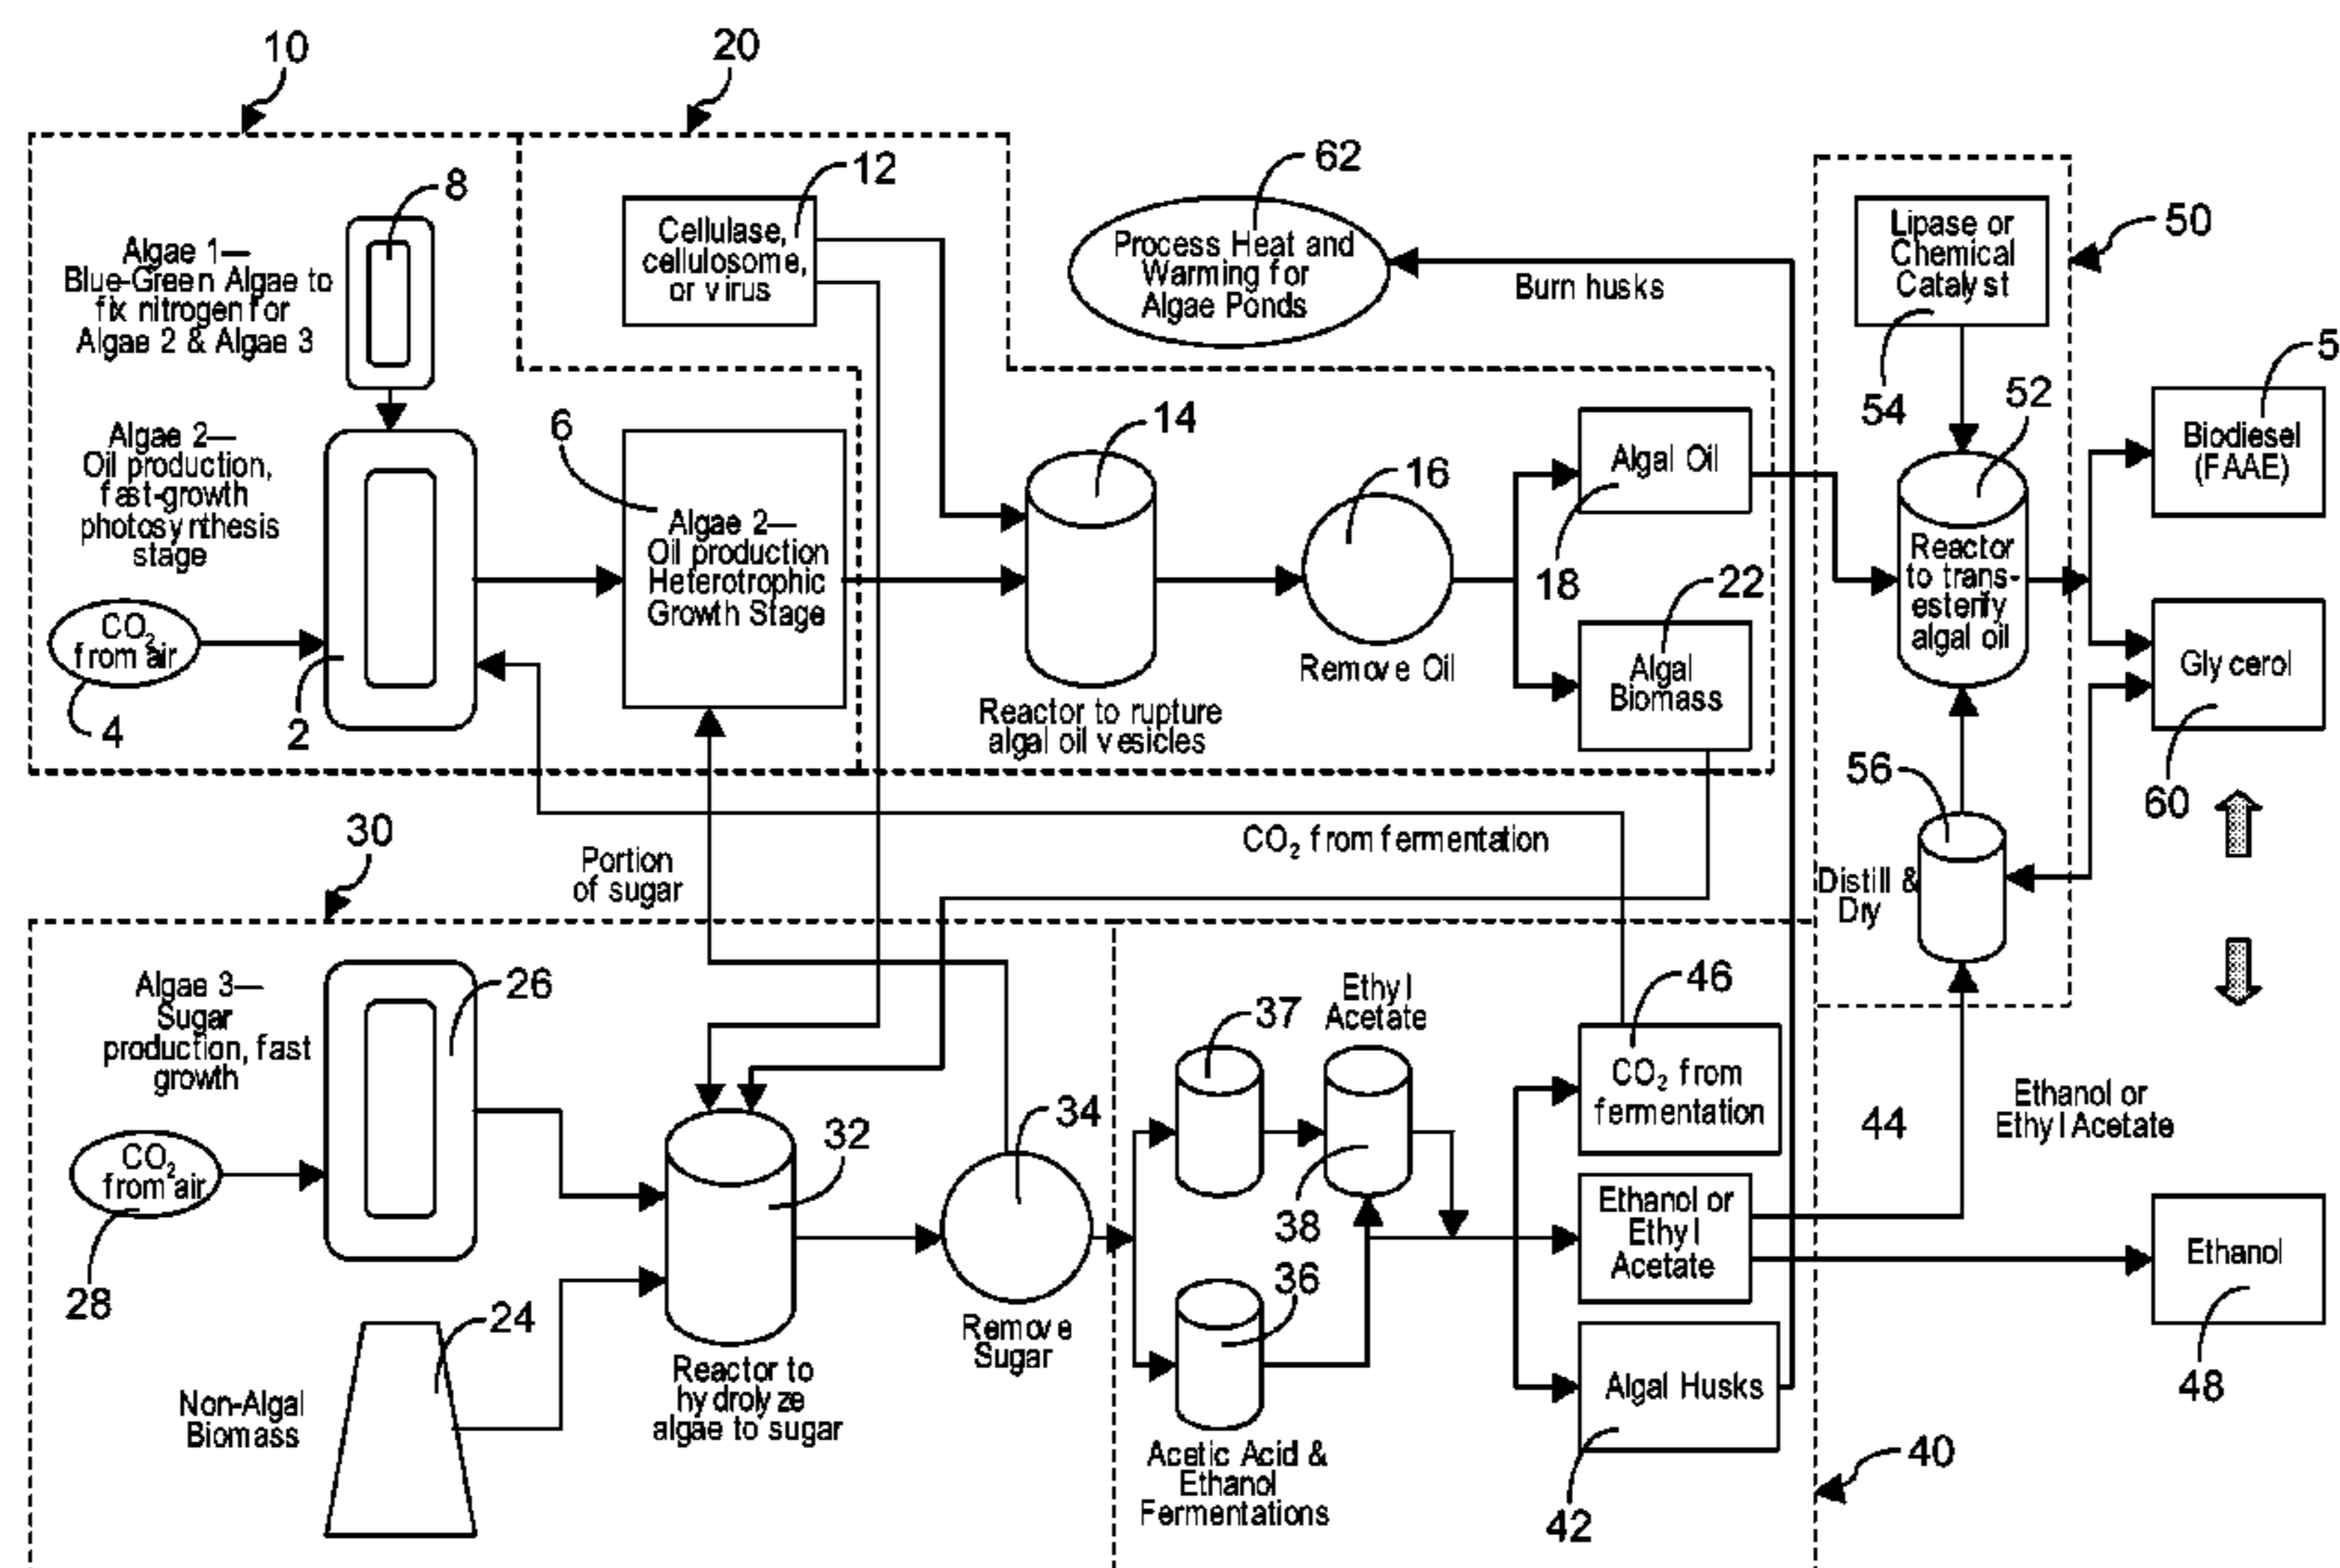 10
20
12
62
8
Cellulase,
cellulosome,
or virus
Process Heat and
Warming for
Algae Ponds
Burn husks
Lipase or
Chemical
Catalyst
50
54
Algae 1—
Blue-Green Algae to
fix nitrogen for
Algae 2 & Algae 3
5
Biodiesel
(FAAE)
52
Reactor
to trans-
esterify
algal oil
Algae 2—
Oil production,
fast-growth
photosynthesis
stage
6
Algae 2—
Oil production
Heterotrophic
Growth Stage
14
16
Algal Oil
18
22
Algal
Biomass
Remove Oil
Reactor to rupture
algal oil vesicles
CO2
from air
4
2
Glycerol
60
56
Distill &
Dry
30
Portion
of sugar
CO2 from fermentation
Algae 3—
Sugar
production, fast
growth
26
CO2
from air
28
24
Non-Algal
Biomass
32
Reactor to
hydrolyze
algae to sugar
34
Remove
Sugar
37
Ethyl
Acetate
38
36
Acetic Acid &
Ethanol
Fermentations
46
CO2 from
fermentation
44
Ethanol or
Ethyl Acetate
Ethanol or
Ethyl
Acetate
Ethanol
48
Algal Husks
42
40